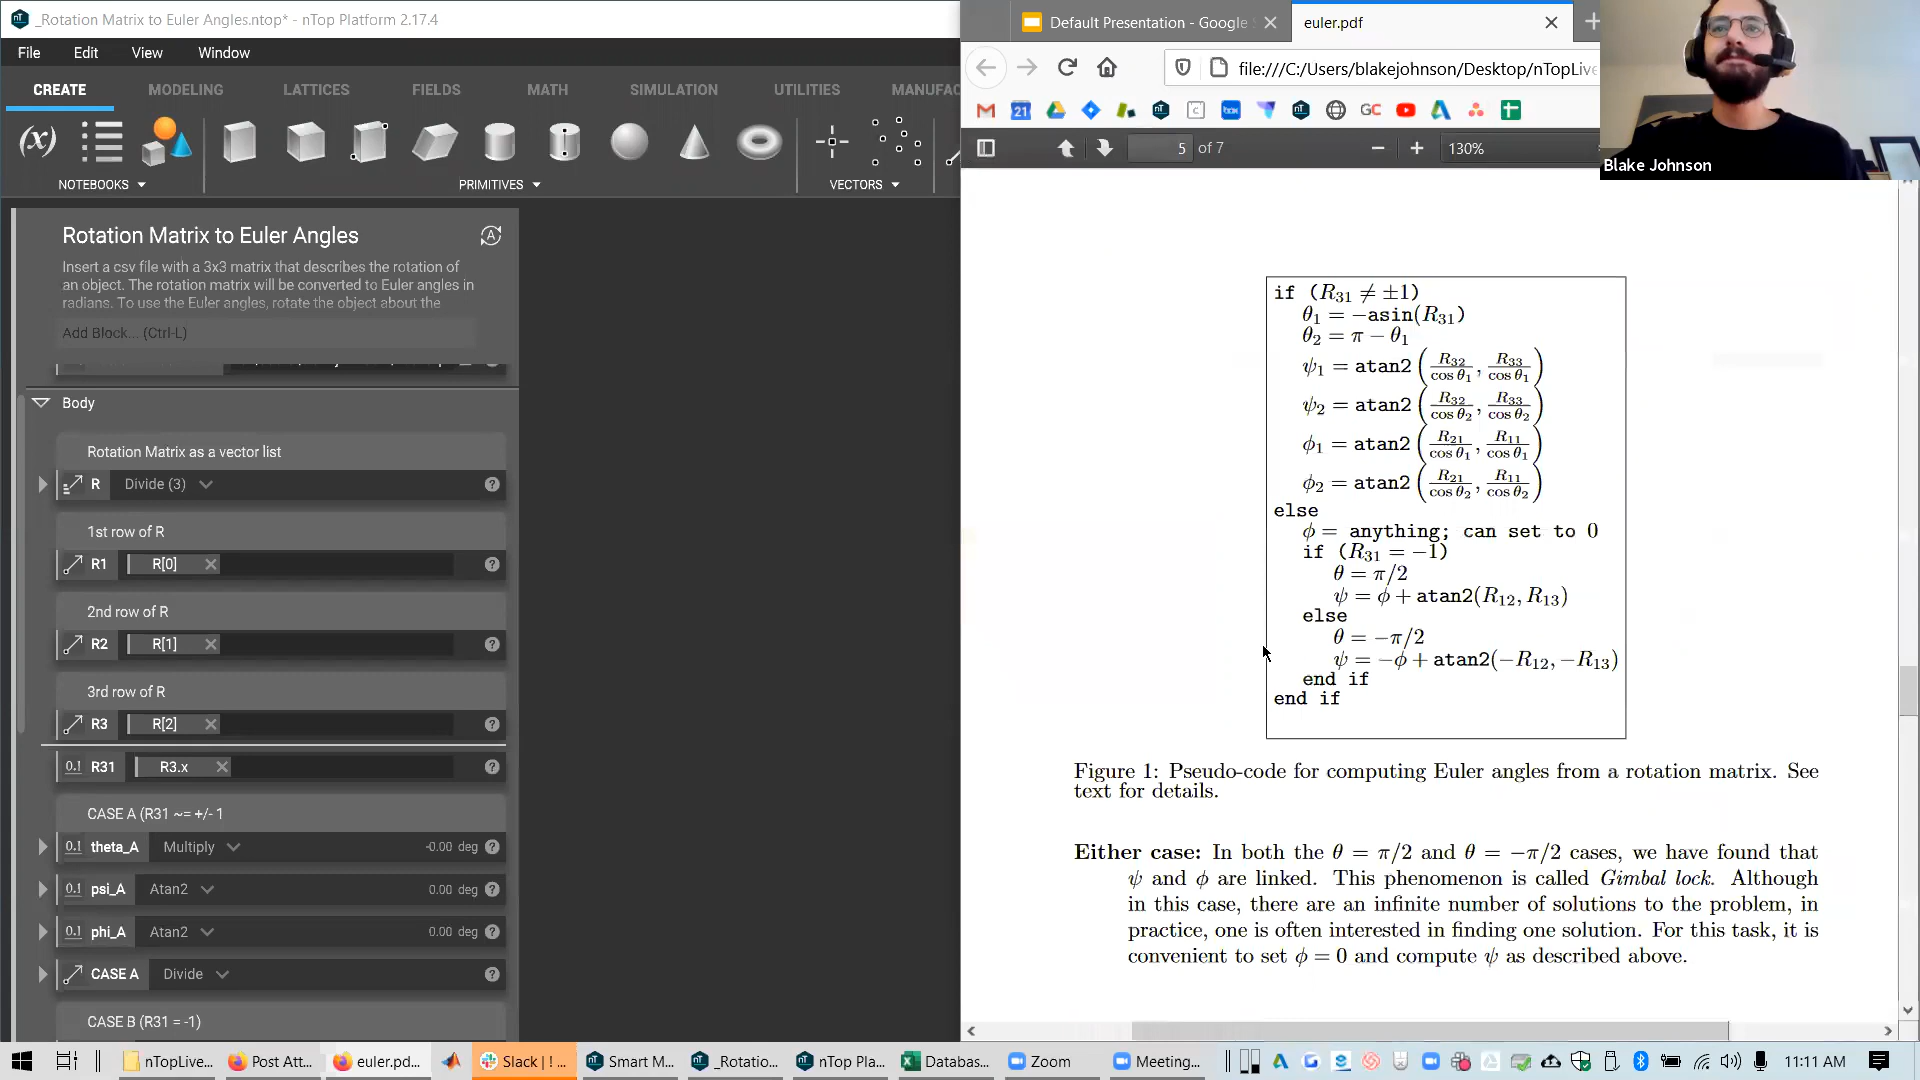 _Rotation Matrix to Euler Angles.ntop* - nTop Platform 2.17.4
File Edit View Window
CREATE MODELING LATTICES FIELDS MATH SIMULATION UTILITIES MANUFAC
(x)
NOTEBOOKS PRIMITIVES VECTORS
Rotation Matrix to Euler Angles
Insert a csv file with a 3x3 matrix that describes the rotation of
an object. The rotation matrix will be converted to Euler angles in
radians. To use the Euler angles, rotate the object about the
Add Block... (Ctrl-L)
Body
Rotation Matrix as a vector list
R Divide (3)
1st row of R
R1 R[0]
2nd row of R
R2 R[1]
3rd row of R
R3 R[2]
0.1 R31 R3.x
CASE A (R31 ~= +/- 1
0.1 theta_A Multiply -0.00 deg
0.1 psi_A Atan2 0.00 deg
0.1 phi_A Atan2 0.00 deg
CASE A Divide
CASE B (R31 = -1)
Default Presentation - Google
euler.pdf
file:///C:/Users/blakejohnson/Desktop/nTopLive
5 of 7
130%
Blake Johnson
if (R31 ≠ ±1)
θ1 = −asin(R31)
θ2 = π − θ1
ψ1 = atan2(R32/cos θ1, R33/cos θ1)
ψ2 = atan2(R32/cos θ2, R33/cos θ2)
ϕ1 = atan2(R21/cos θ1, R11/cos θ1)
ϕ2 = atan2(R21/cos θ2, R11/cos θ2)
else
ϕ = anything; can set to 0
if (R31 = −1)
θ = π/2
ψ = ϕ + atan2(R12, R13)
else
θ = −π/2
ψ = −ϕ + atan2(−R12, −R13)
end if
end if
Figure 1: Pseudo-code for computing Euler angles from a rotation matrix. See
text for details.
Either case: In both the θ = π/2 and θ = −π/2 cases, we have found that
ψ and ϕ are linked. This phenomenon is called Gimbal lock. Although
in this case, there are an infinite number of solutions to the problem, in
practice, one is often interested in finding one solution. For this task, it is
convenient to set ϕ = 0 and compute ψ as described above.
nTopLive... Post Att... euler.pd... Slack | ! ... Smart M... _Rotatio... nTop Pla... Databas... Zoom Meeting... 11:11 AM